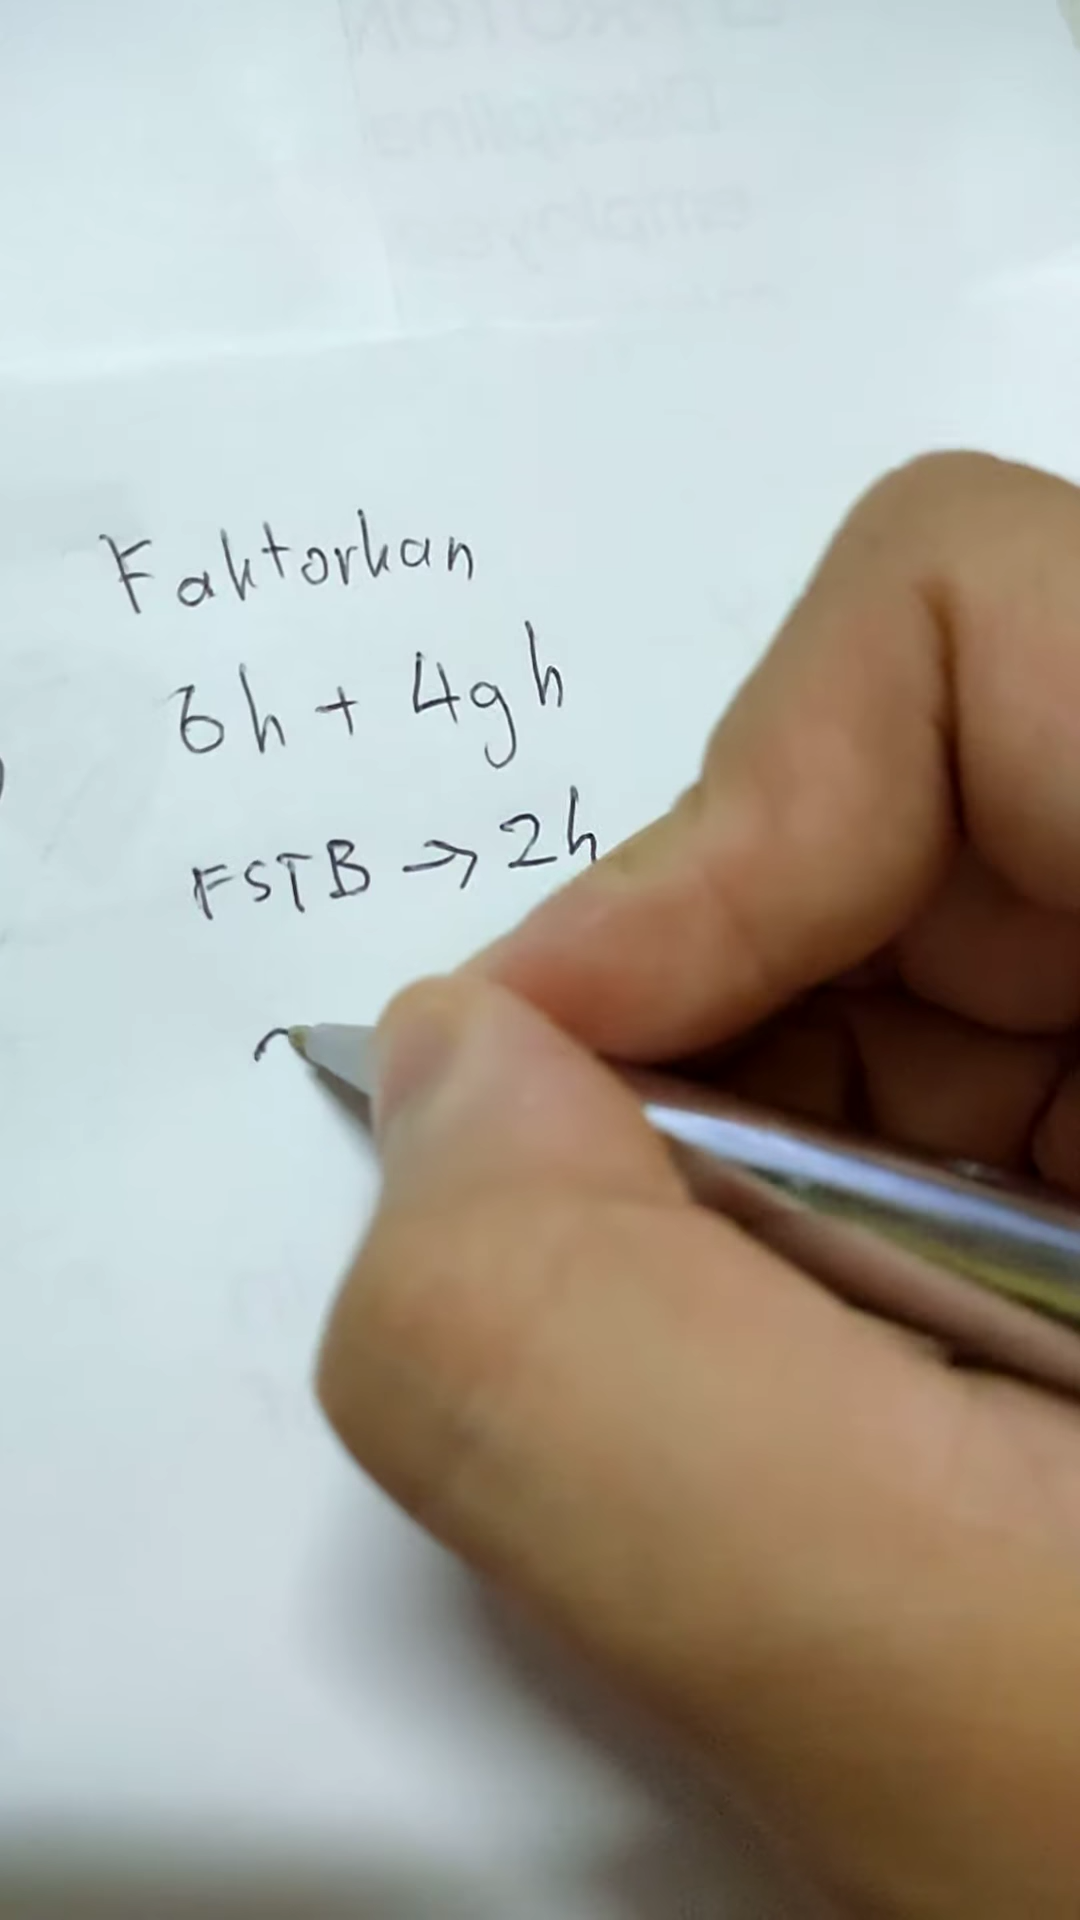 Faktorkan
6h + 4gh
FSTB → 2h